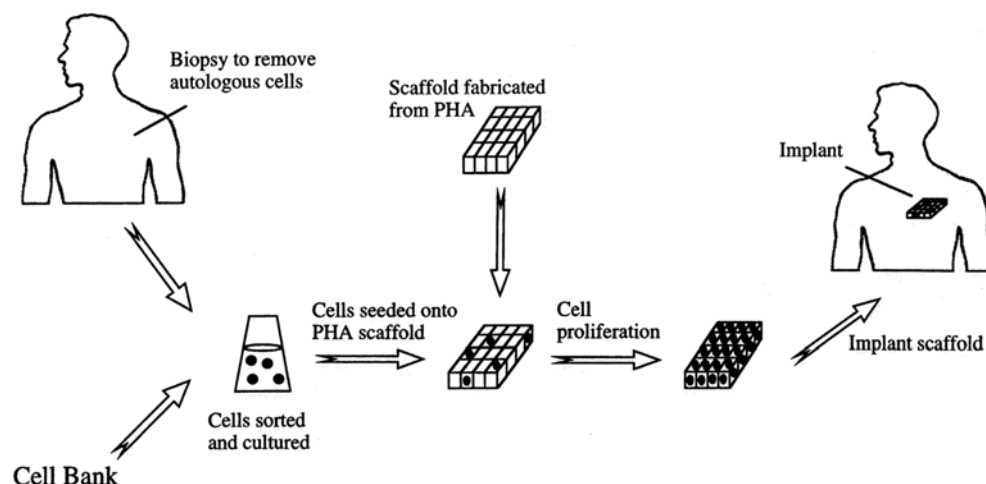 Biopsy to remove
autologous cells
Scaffold fabricated
from PHA
Implant
Cells seeded onto
PHA scaffold
Cell
proliferation
Implant scaffold
Cells sorted
and cultured
Cell Bank